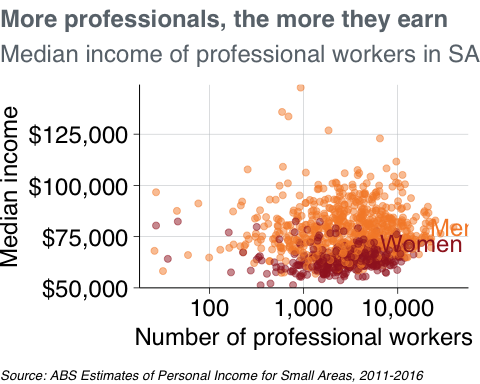 More professionals, the more they earn
Median income of professional workers in SA
Median income
$125,000
$100,000
$75,000
$50,000
Men
Women
100
1,000
10,000
Number of professional workers
Source: ABS Estimates of Personal Income for Small Areas, 2011-2016